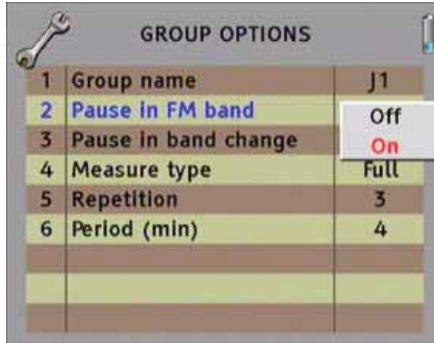 GROUP OPTIONS
1 Group name J1
2 Pause in FM band Off
3 Pause in band change On
4 Measure type Full
5 Repetition 3
6 Period (min) 4